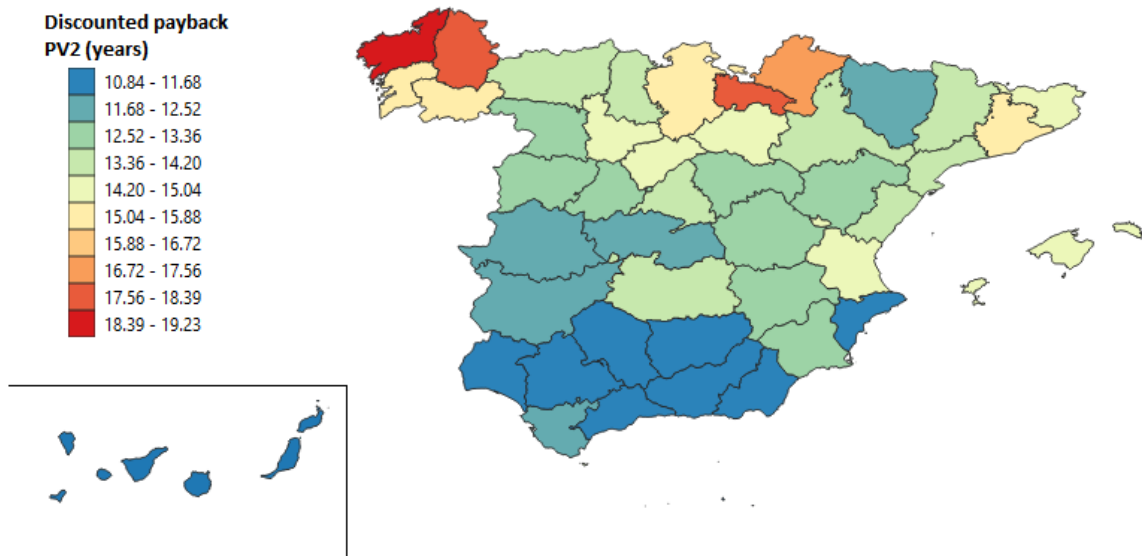 Discounted payback
PV2 (years)
10.84 - 11.68
11.68 - 12.52
12.52 - 13.36
13.36 - 14.20
14.20 - 15.04
15.04 - 15.88
15.88 - 16.72
16.72 - 17.56
17.56 - 18.39
18.39 - 19.23